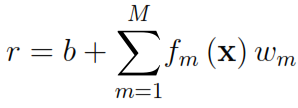 r = b + \sum_{m=1}^{M} f_m (\mathbf{x}) w_m